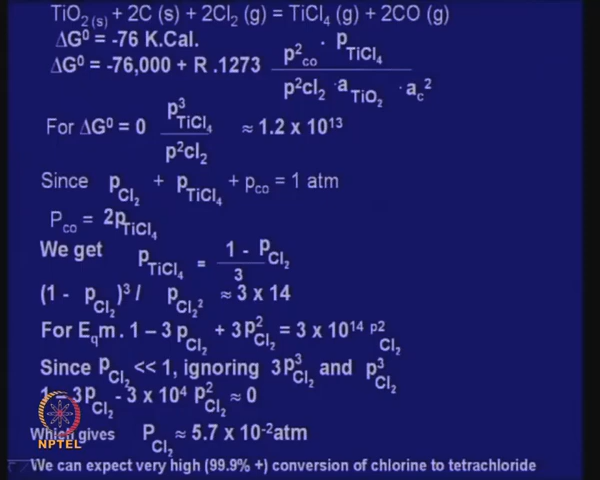 TiO₂₍s₎ + 2C (s) + 2Cl₂ (g) = TiCl₄ (g) + 2CO (g)
ΔG⁰ = -76 K.Cal.
ΔG⁰ = -76,000 + R .1273 p²co . pTiCl₄ / p²cl₂ . aTiO₂ . ac²
For ΔG⁰ = 0 p³TiCl₄ / p²cl₂ ≈ 1.2 x 10¹³
Since pCl₂ + pTiCl₄ + pco = 1 atm
Pco = 2pTiCl₄
We get pTiCl₄ = 1 - pCl₂ / 3
(1 - pCl₂)³ / pCl₂² ≈ 3 x 14
For Eqm . 1 – 3 pCl₂ + 3p²Cl₂ = 3 x 10¹⁴ p²Cl₂
Since pCl₂ << 1, ignoring 3p³Cl₂ and p³Cl₂
1 - 3pCl₂ - 3 x 10⁴ p²Cl₂ ≈ 0
Which gives PCl₂ ≈ 5.7 x 10⁻² atm
NPTEL
We can expect very high (99.9% +) conversion of chlorine to tetrachloride